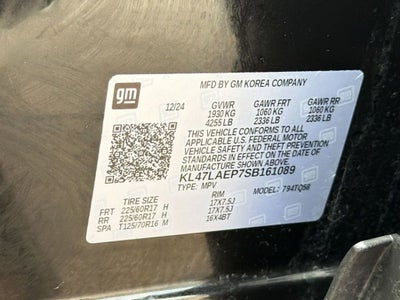 gm
MFD BY GM KOREA COMPANY
12/24 GVWR GAWR FRT GAWR RR
1930 KG 1060 KG 1060 KG
4255 LB 2336 LB 2336 LB
THIS VEHICLE CONFORMS TO ALL
APPLICABLE U.S. FEDERAL MOTOR
VEHICLE SAFETY AND THEFT
PREVENTION STANDARDS IN EFFECT
ON THE DATE OF MANUFACTURE
SHOWN ABOVE.
KL47LAEP7SB161089
TYPE: MPV MODEL: 794TQ58
TIRE SIZE RIM
FRT 225/60R17 H 17X7.5J
RR 225/60R17 H 17X7.5J
SPA T125/70R16 M 16X4BT